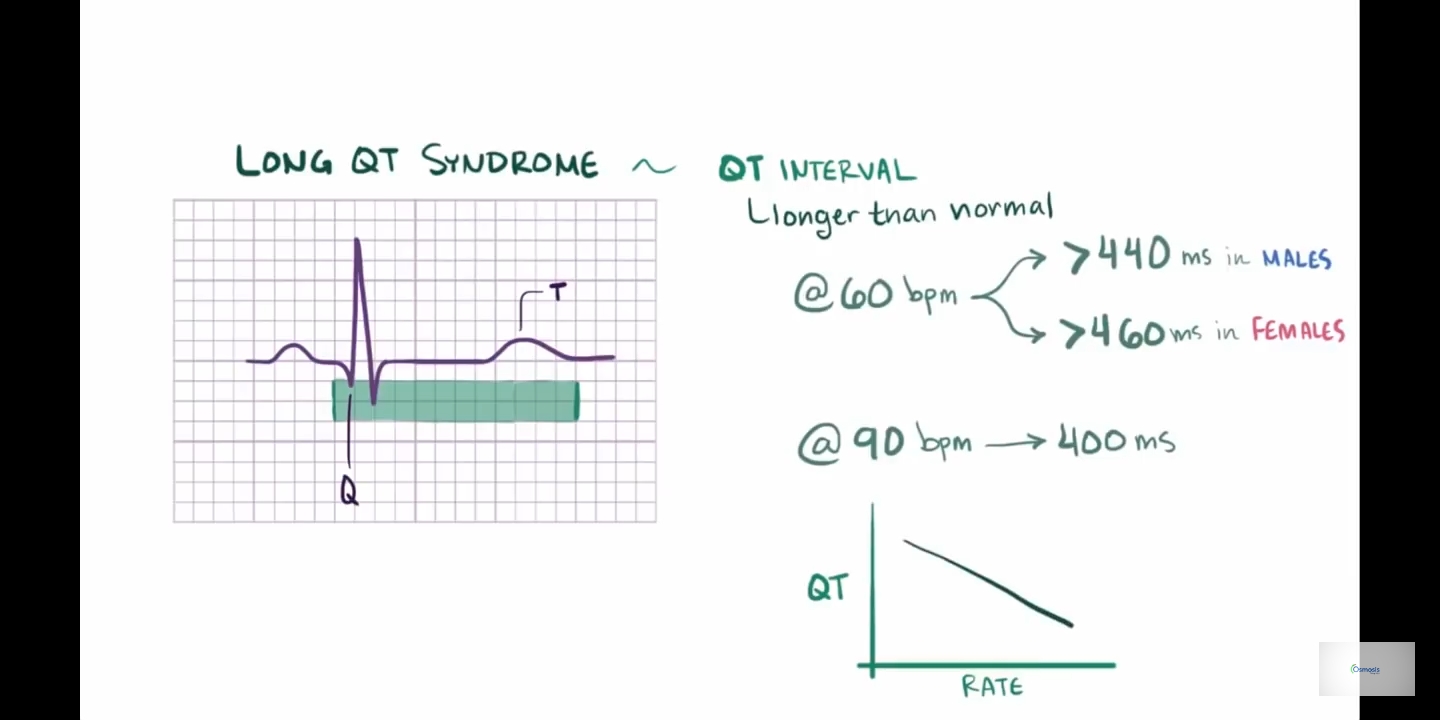 LONG QT SYNDROME ~ QT INTERVAL
longer than normal
@ 60 bpm
>440 ms in MALES
>460 ms in FEMALES
T
Q
@ 90 bpm → 400 ms
QT
RATE
Osmosis